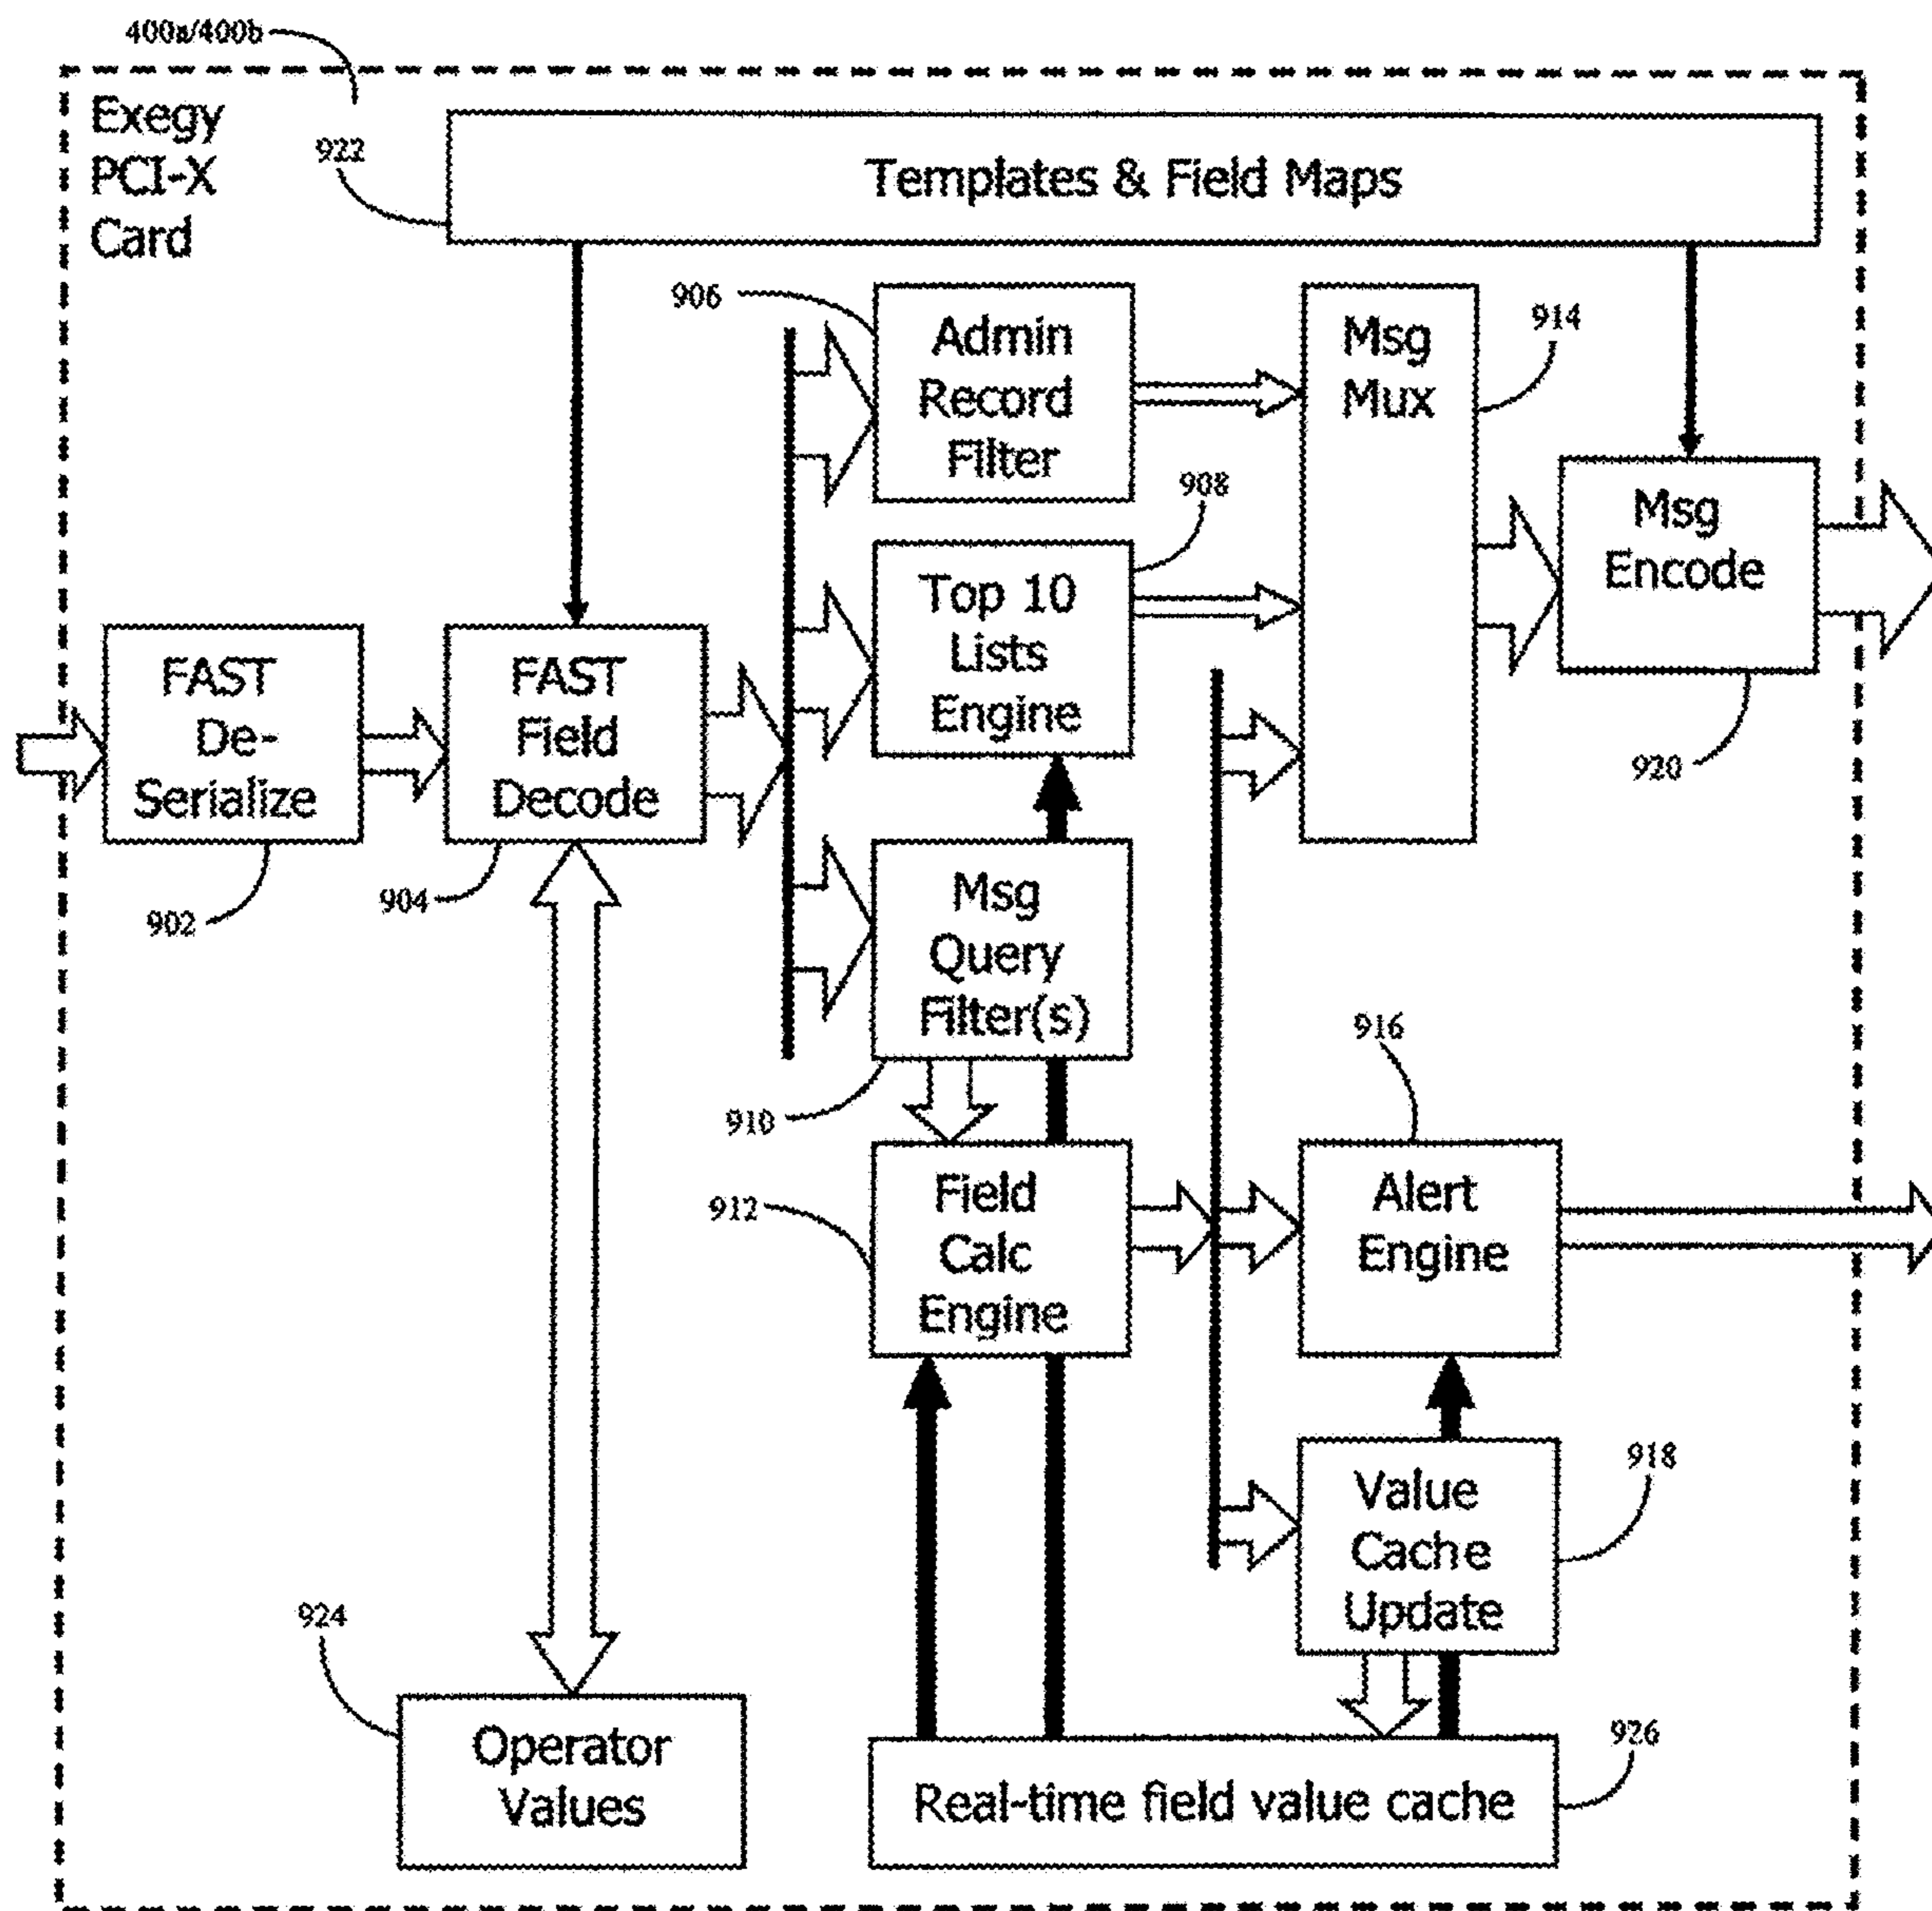 400a/400b
Exegy
PCI-X
Card
922
Templates & Field Maps
906
Admin
Record
Filter
Msg
Mux
914
908
Top 10
Lists
Engine
Msg
Encode
920
FAST
De-
Serialize
902
FAST
Field
Decode
904
Msg
Query
Filter(s)
910
916
912
Field
Calc
Engine
Alert
Engine
918
Value
Cache
Update
924
Operator
Values
926
Real-time field value cache